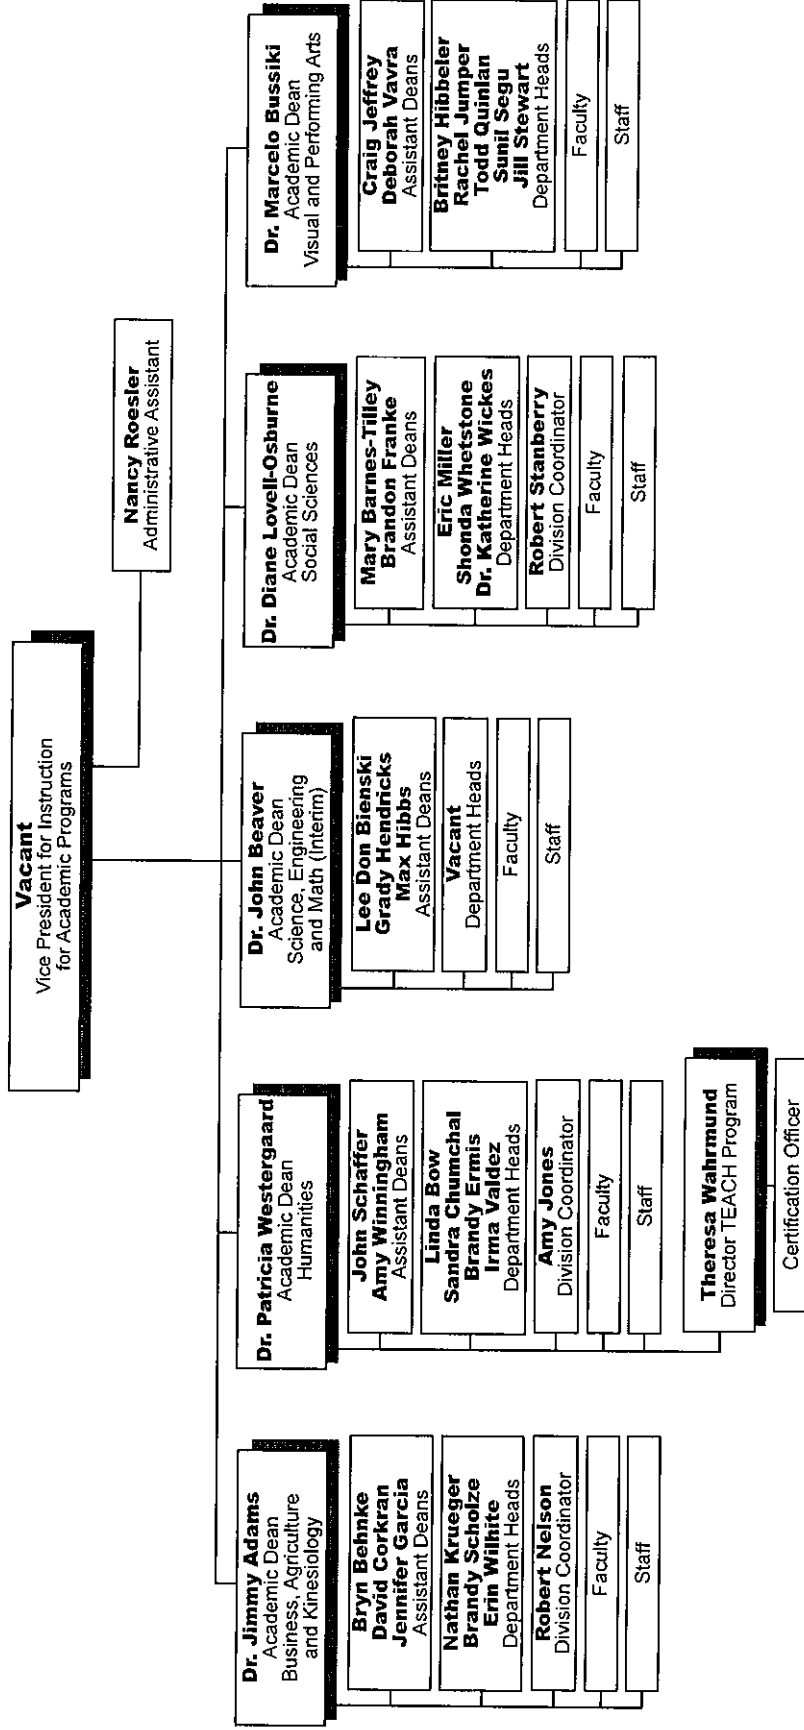 Vacant
Vice President for Instruction
for Academic Programs
Nancy Roesler
Administrative Assistant
Dr. Jimmy Adams
Academic Dean
Business, Agriculture
and Kinesiology
Bryn Behnke
David Corkran
Jennifer Garcia
Assistant Deans
Nathan Krueger
Brandy Scholze
Erin Wilhite
Department Heads
Robert Nelson
Division Coordinator
Faculty
Staff
Dr. Patricia Westergaard
Academic Dean
Humanities
John Schaffer
Amy Winningham
Assistant Deans
Linda Bow
Sandra Chumchal
Brandy Ermis
Irma Valdez
Department Heads
Amy Jones
Division Coordinator
Faculty
Staff
Theresa Wahrmund
Director TEACH Program
Certification Officer
Dr. John Beaver
Academic Dean
Science, Engineering
and Math (Interim)
Lee Don Bienski
Grady Hendricks
Max Hibbs
Assistant Deans
Vacant
Department Heads
Faculty
Staff
Dr. Diane Lovell-Osburne
Academic Dean
Social Sciences
Mary Barnes-Tilley
Brandon Franke
Assistant Deans
Eric Miller
Shonda Whetstone
Dr. Katherine Wickes
Department Heads
Robert Stanberry
Division Coordinator
Faculty
Staff
Dr. Marcelo Bussiki
Academic Dean
Visual and Performing Arts
Craig Jeffrey
Deborah Vavra
Assistant Deans
Britney Hibbeler
Rachel Jumper
Todd Quinlan
Sunil Segu
Jill Stewart
Department Heads
Faculty
Staff